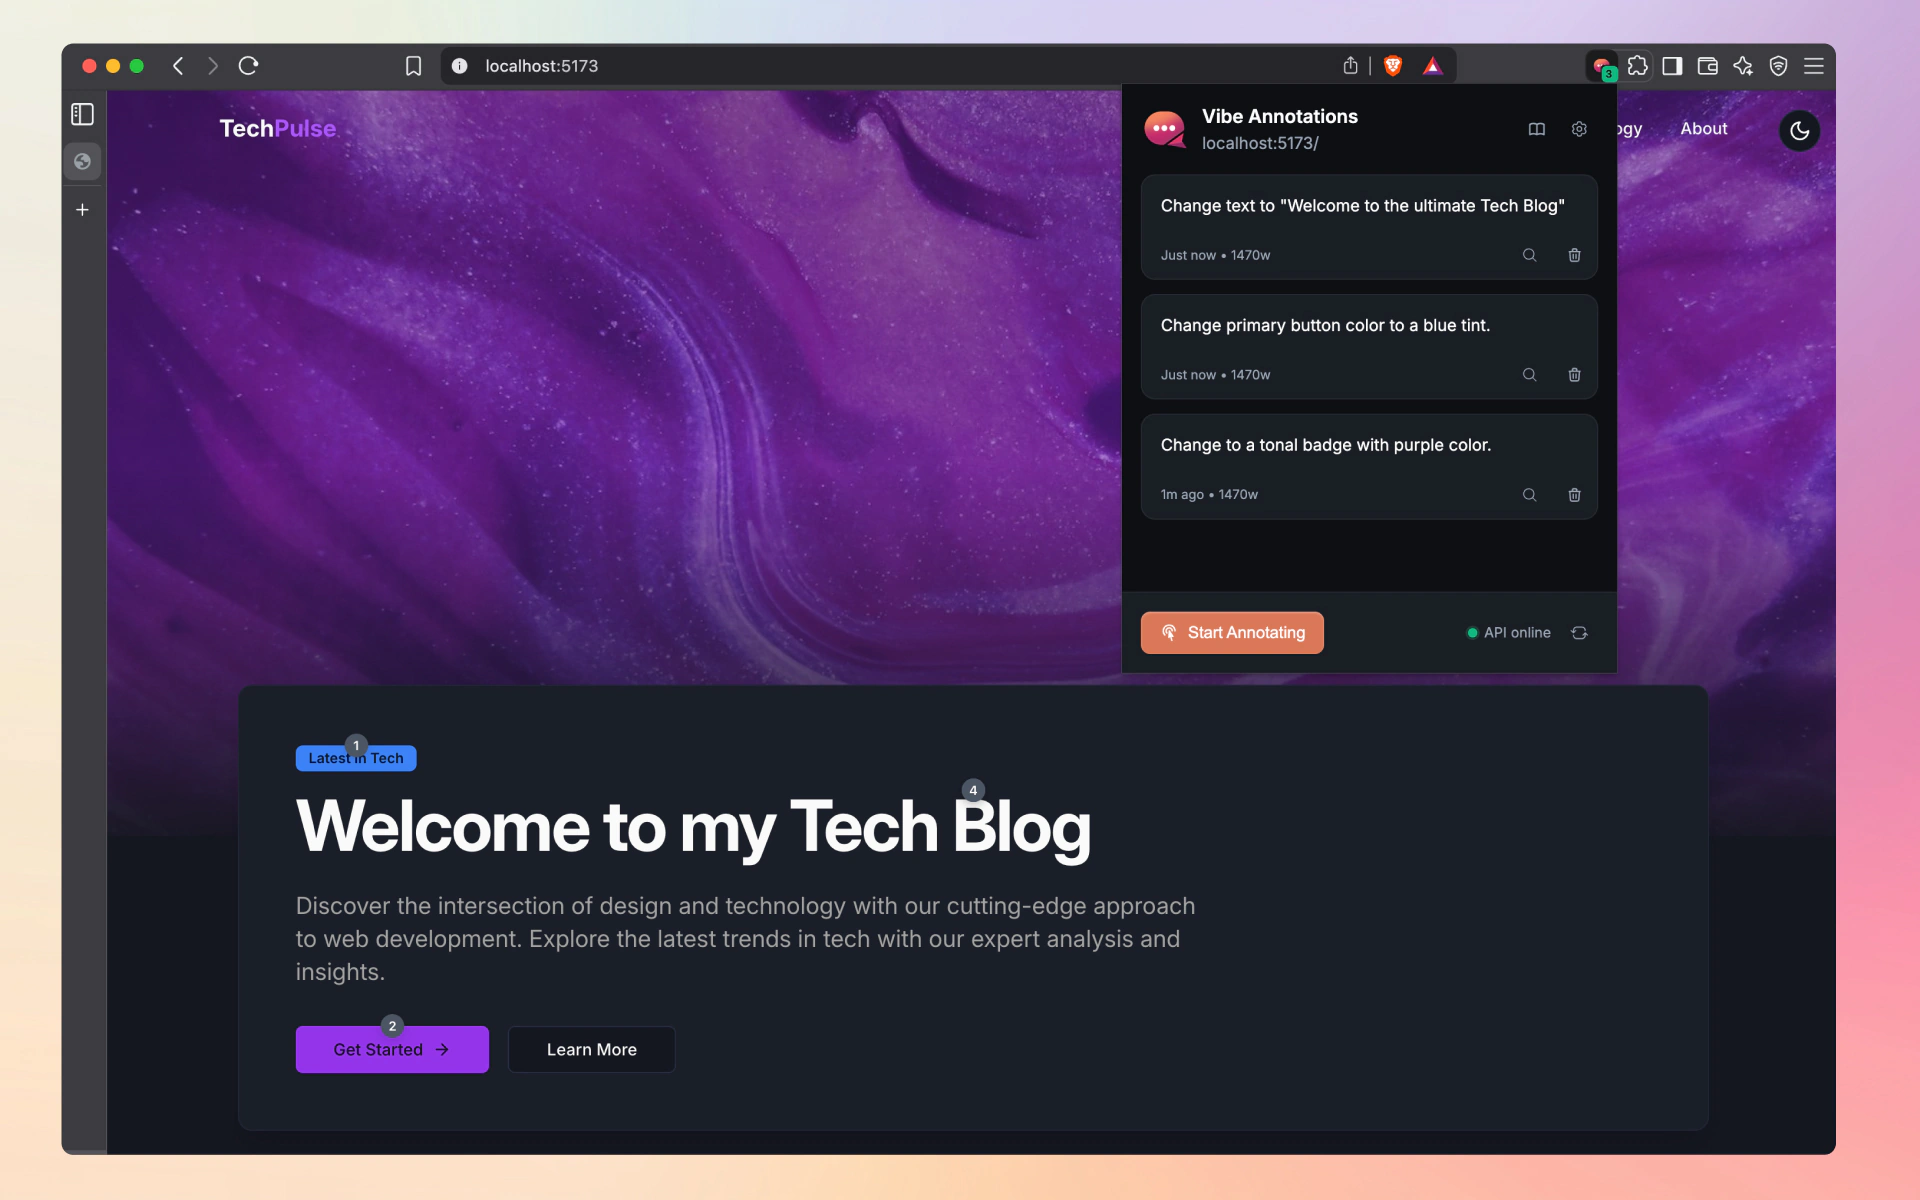 localhost:5173
3
TechPulse
ogy
About
Vibe Annotations
localhost:5173/
Change text to "Welcome to the ultimate Tech Blog"
Just now • 1470w
Change primary button color to a blue tint.
Just now • 1470w
Change to a tonal badge with purple color.
1m ago • 1470w
Start Annotating
API online
1
Latest in Tech
4
Welcome to my Tech Blog
Discover the intersection of design and technology with our cutting-edge approach
to web development. Explore the latest trends in tech with our expert analysis and
insights.
2
Get Started →
Learn More